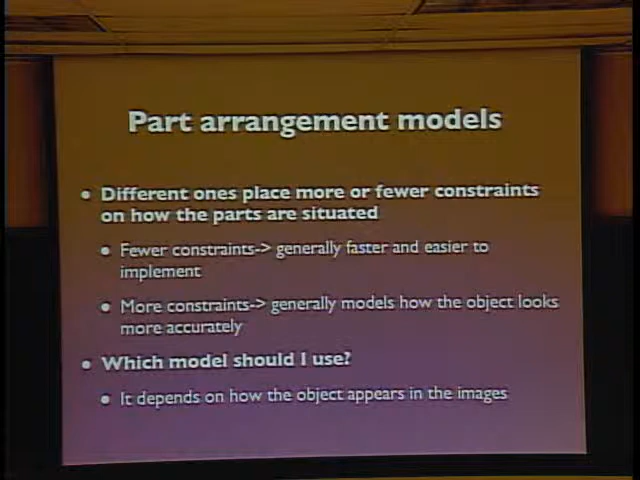 Part arrangement models
• Different ones place more or fewer constraints
on how the parts are situated
• Fewer constraints-> generally faster and easier to
implement
• More constraints-> generally models how the object looks
more accurately
• Which model should I use?
• It depends on how the object appears in the images